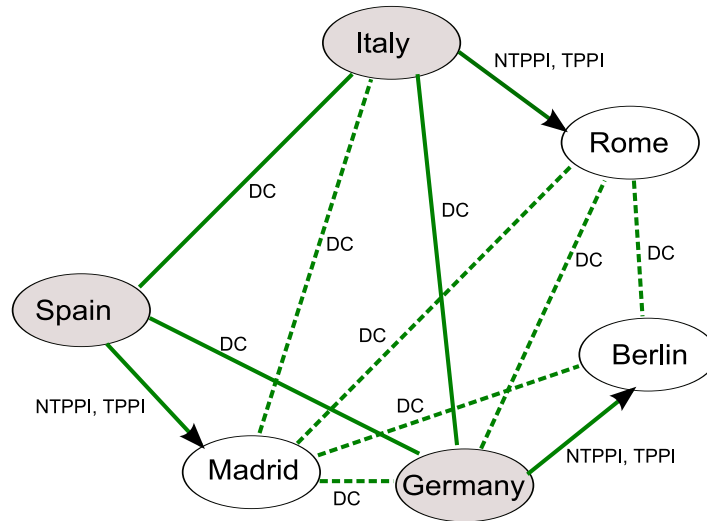 Italy
NTPPI, TPPI
Rome
DC
DC
DC
DC
DC
DC
Spain
DC
Berlin
NTPPI, TPPI
DC
Madrid
DC
Germany
NTPPI, TPPI